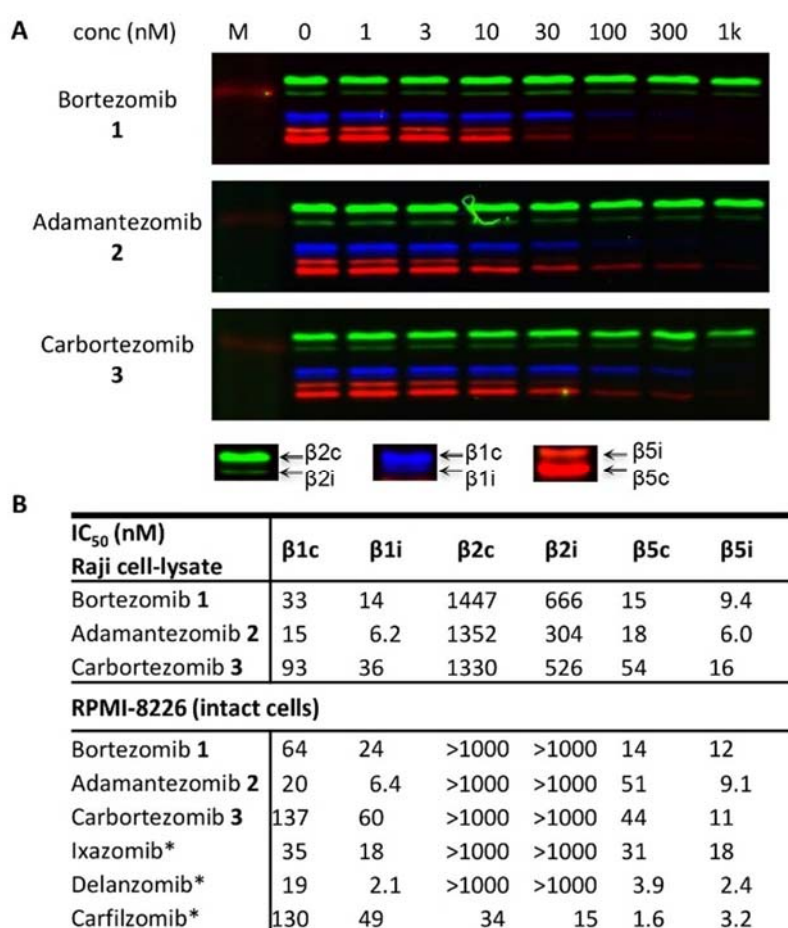 A conc (nM) M 0 1 3 10 30 100 300 1k
Bortezomib
1
Adamantezomib
2
Carbortezomib
3
β2c
β2i
β1c
β1i
β5i
β5c
B
IC50 (nM)
Raji cell-lysate β1c β1i β2c β2i β5c β5i
Bortezomib 1 33 14 1447 666 15 9.4
Adamantezomib 2 15 6.2 1352 304 18 6.0
Carbortezomib 3 93 36 1330 526 54 16
RPMI-8226 (intact cells)
Bortezomib 1 64 24 >1000 >1000 14 12
Adamantezomib 2 20 6.4 >1000 >1000 51 9.1
Carbortezomib 3 137 60 >1000 >1000 44 11
Ixazomib* 35 18 >1000 >1000 31 18
Delanzomib* 19 2.1 >1000 >1000 3.9 2.4
Carfilzomib* 130 49 34 15 1.6 3.2